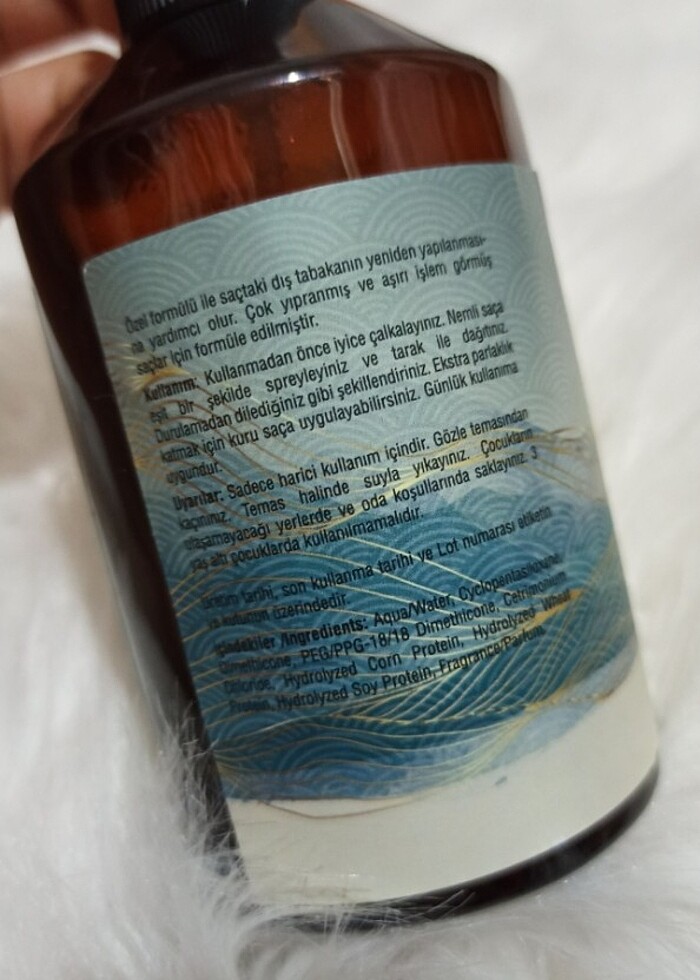 Özel formülü ile saçtaki dış tabakanın yeniden yapılanması-
na yardımcı olur. Çok yıpranmış ve aşırı işlem görmüş
saçlar için formüle edilmiştir.
Kullanım: Kullanmadan önce iyice çalkalayınız. Nemli saça
eşit bir şekilde spreyleyiniz ve tarak ile dağıtınız.
Durulamadan dilediğiniz gibi şekillendiriniz. Ekstra parlaklık
katmak için kuru saça uygulayabilirsiniz. Günlük kullanıma
uygundur.
Uyarılar: Sadece harici kullanım içindir. Gözle temasından
kaçınınız. Temas halinde suyla yıkayınız. Çocukların
ulaşamayacağı yerlerde ve oda koşullarında saklayınız. 3
yaş altı çocuklarda kullanılmamalıdır.
Üretim tarihi, son kullanma tarihi ve Lot numarası etiketin
ve kutunun üzerindedir.
İçindekiler /Ingredients: Aqua/Water, Cyclopentasiloxane,
Dimethicone, PEG/PPG-18/18 Dimethicone, Cetrimonium
Chloride, Hydrolyzed Corn Protein, Hydrolyzed Wheat
Protein, Hydrolyzed Soy Protein, Fragrance/Parfum.